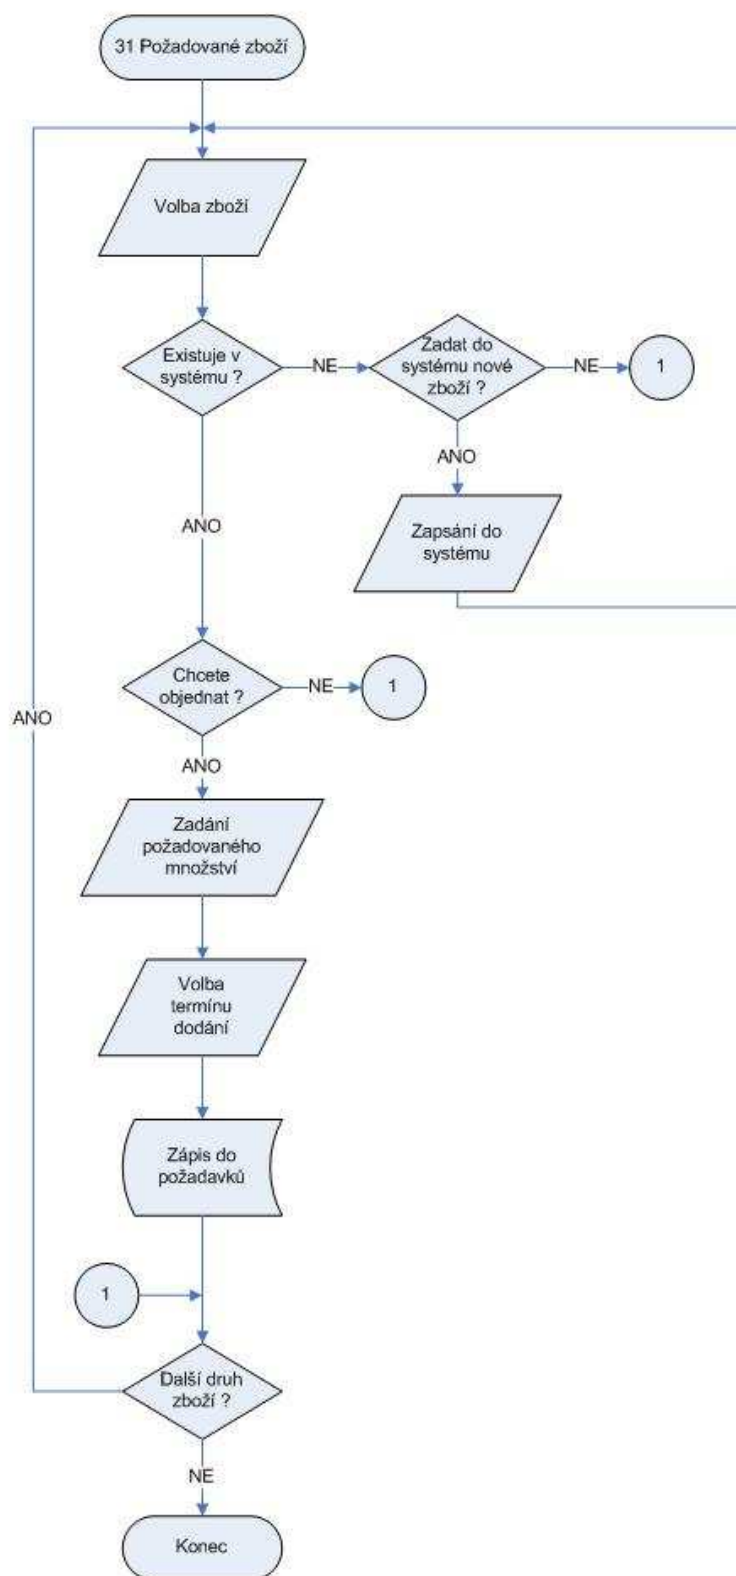 31 Požadované zboží
Volba zboží
Existuje v
systému ?
NE
Zadat do
systému nové
zboží ?
NE
1
ANO
Zapsání do
systému
ANO
Chcete
objednat ?
NE
1
ANO
ANO
Zadání
požadovaného
množství
Volba
termínu
dodání
Zápis do
požadavků
1
Další druh
zboží ?
NE
Konec